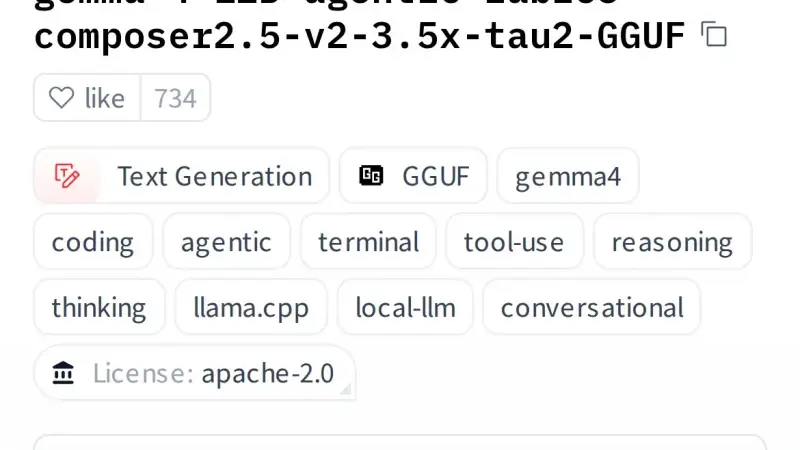 composer2.5-v2-3.5x-tau2-GGUF
like 734
Text Generation GGUF gemma4
coding agentic terminal tool-use reasoning
thinking llama.cpp local-llm conversational
License: apache-2.0